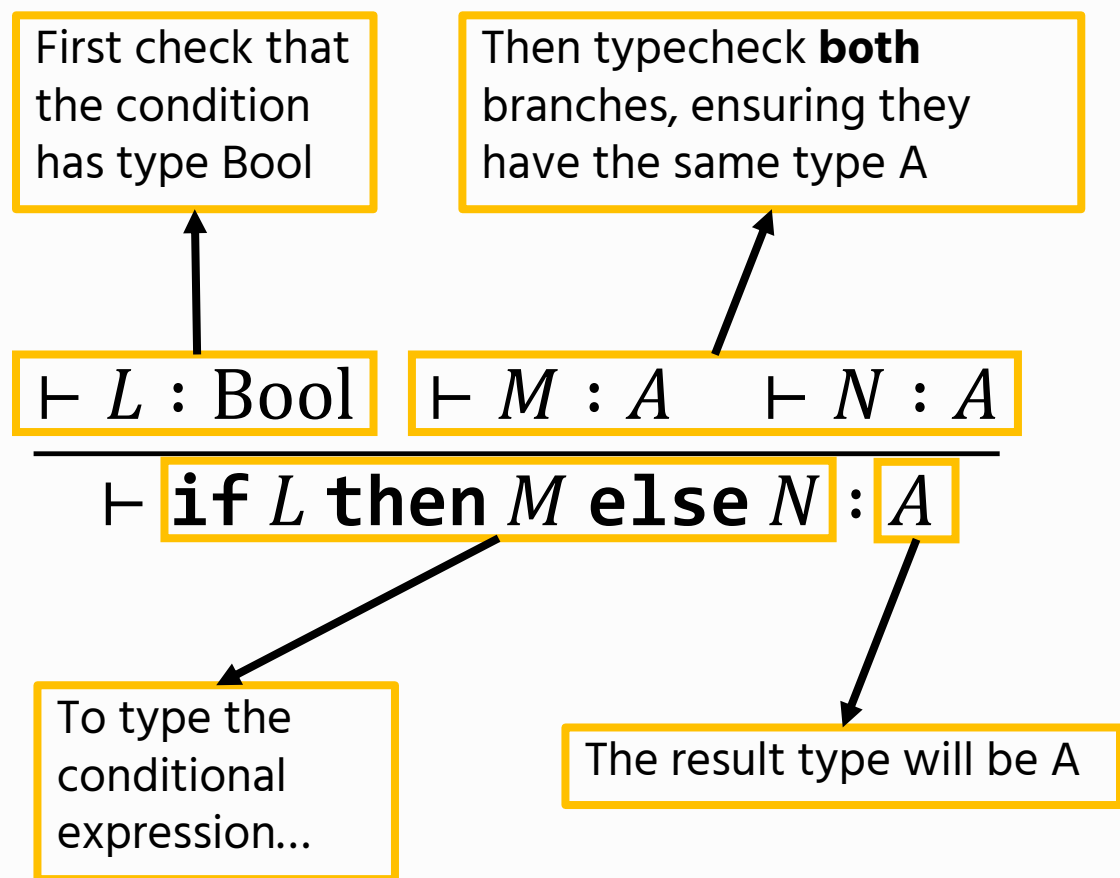 First check that
the condition
has type Bool
Then typecheck both
branches, ensuring they
have the same type A
⊢ L : Bool ⊢ M : A ⊢ N : A
⊢ if L then M else N : A
To type the
conditional
expression…
The result type will be A